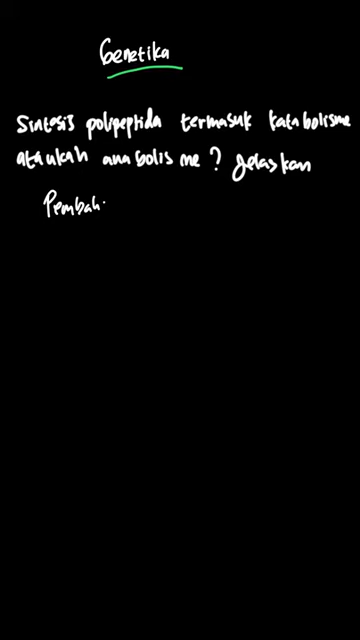 Genetika
Sintesis polipeptida termasuk katabolisme
ataukah anabolisme? Jelaskan
Pembah.